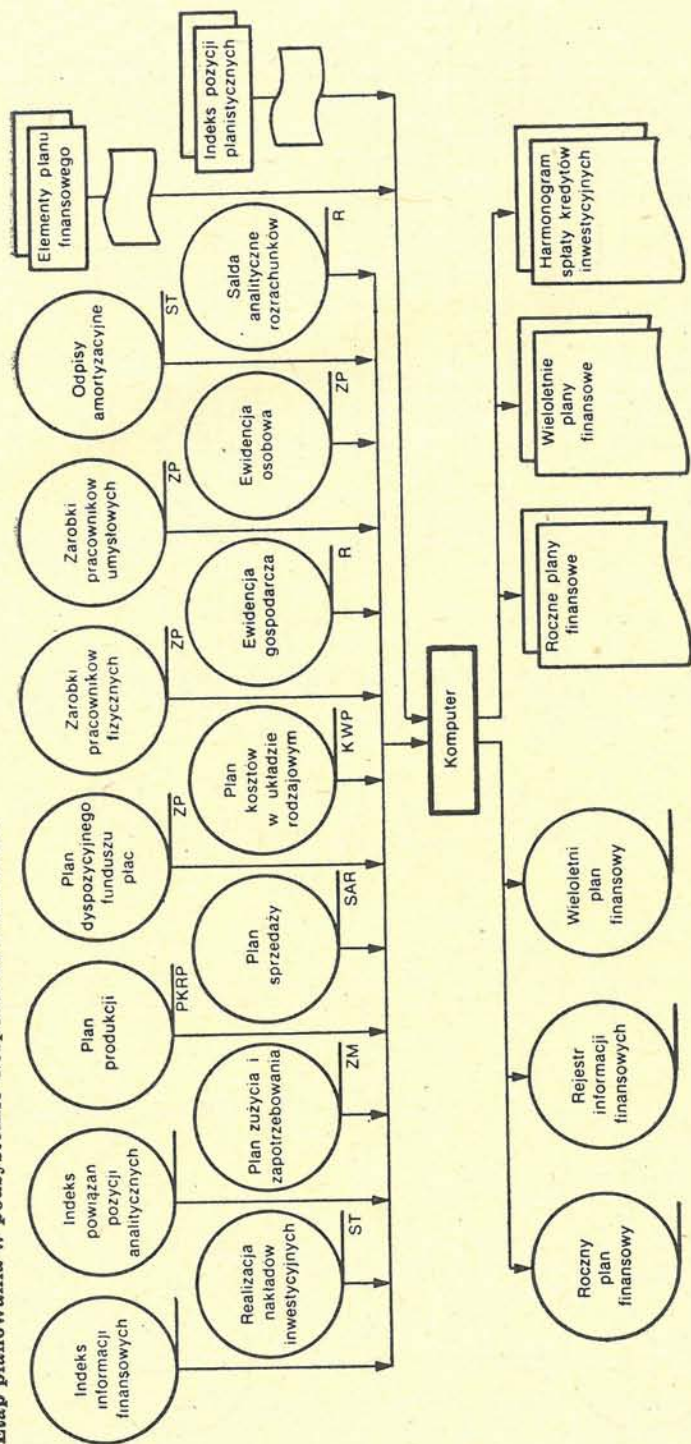 Etap planowania w
Indeks
informacji
finansowych
Indeks
powiązań
pozycji
analitycznych
Plan
produkcji
PKRP
Plan
dyspozycyjnego
funduszu
płac
ZP
Zarobki
pracowników
fizycznych
ZP
Zarobki
pracowników
umysłowych
ZP
Odpisy
amortyzacyjne
ST
Elementy planu
finansowego
Realizacja
nakładów
inwestycyjnych
ST
Plan zużycia i
zapotrzebowania
ZM
Plan
sprzedaży
SAR
Plan
kosztów
w układzie
rodzajowym
KWP
Ewidencja
gospodarcza
R
Ewidencja
osobowa
ZP
Salda
analityczne
rozrachunków
R
Indeks pozycji
planistycznych
Komputer
Roczny
plan
finansowy
Rejestr
informacji
finansowych
Wieloletni
plan
finansowy
Roczne plany
finansowe
Wieloletnie
plany
finansowe
Harmonogram
spłaty kredytów
inwestycyjnych